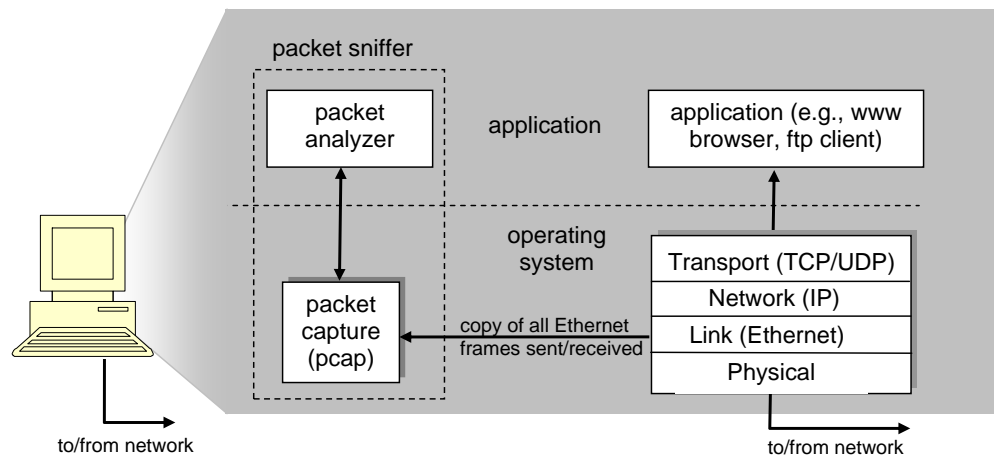 packet sniffer
packet
analyzer
application
application (e.g., www
browser, ftp client)
operating
system
packet
capture
(pcap)
copy of all Ethernet
frames sent/received
Transport (TCP/UDP)
Network (IP)
Link (Ethernet)
Physical
to/from network
to/from network